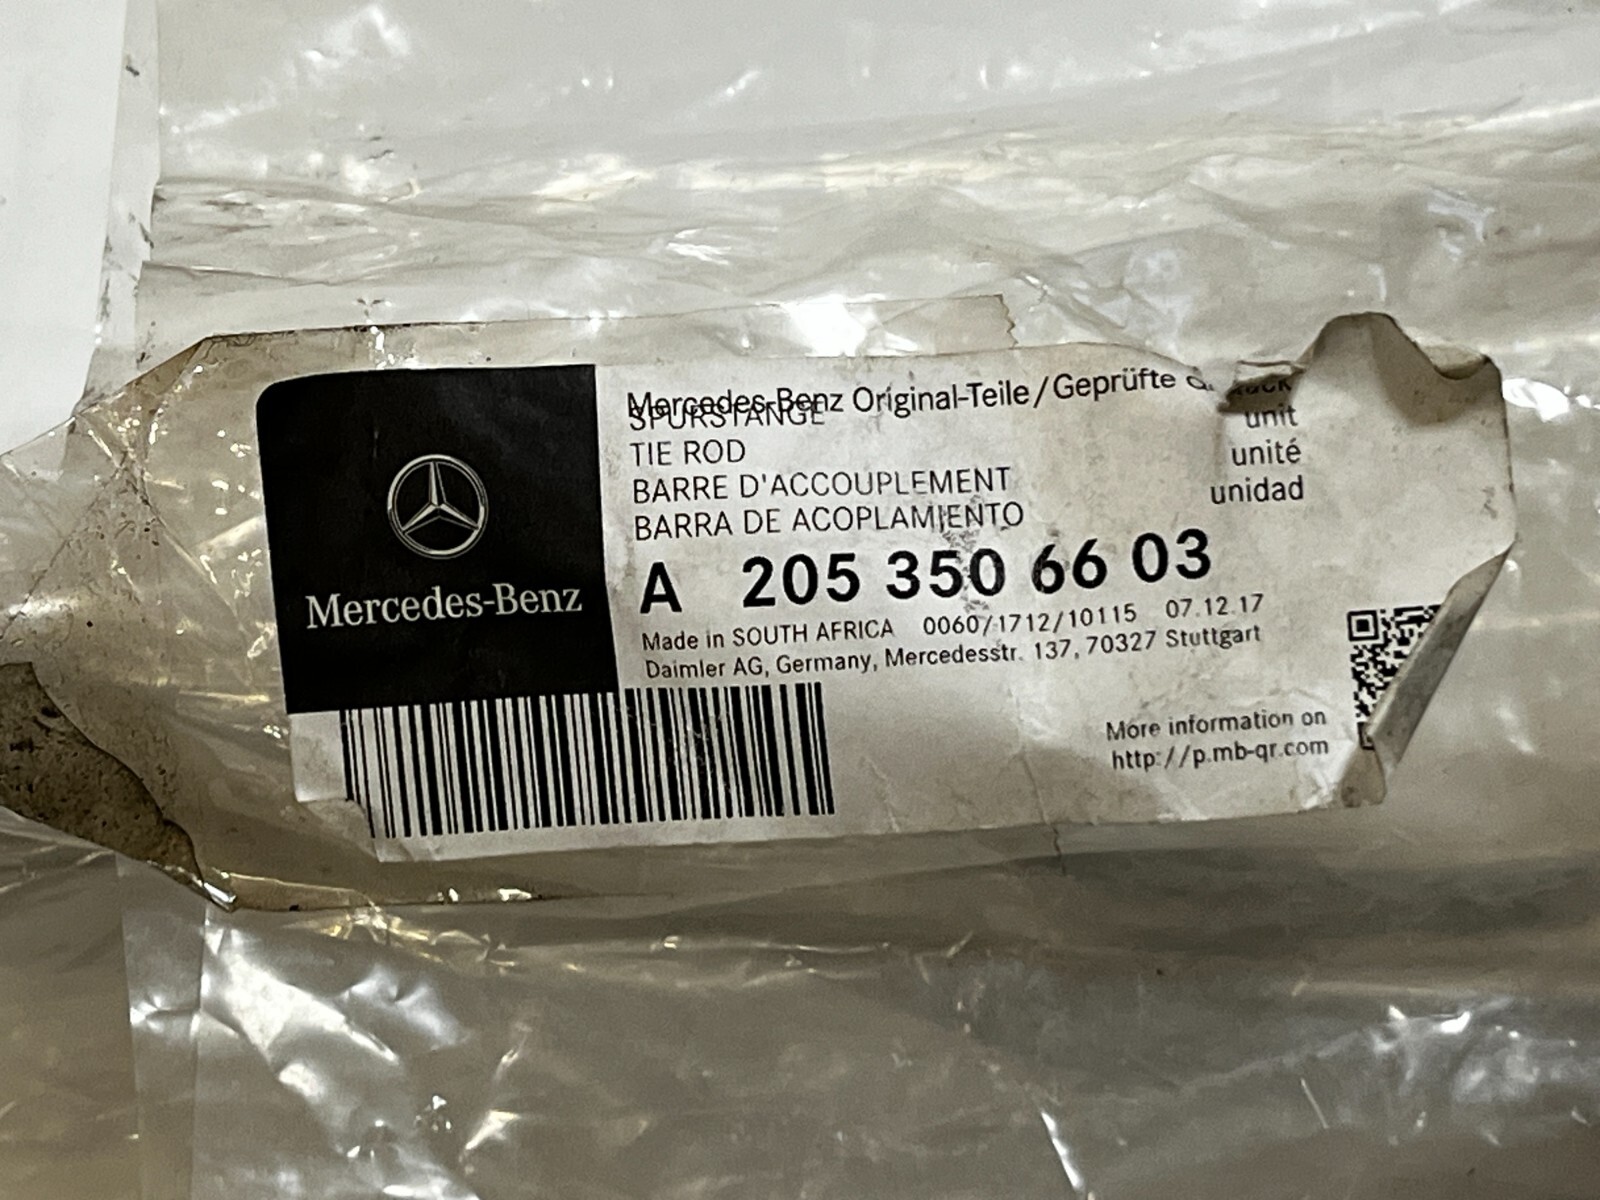 Mercedes-Benz Original-Teile/Geprüfte
SPURSTANGE
TIE ROD
unit
BARRE D'ACCOUPLEMENT
unité
BARRA DE ACOPLAMIENTO
unidad
A 205 350 66 03
Made in SOUTH AFRICA 0060/1712/10115 07.12.17
Daimler AG, Germany, Mercedesstr. 137, 70327 Stuttgart
Mercedes-Benz
More information on
http://p.mb-qr.com